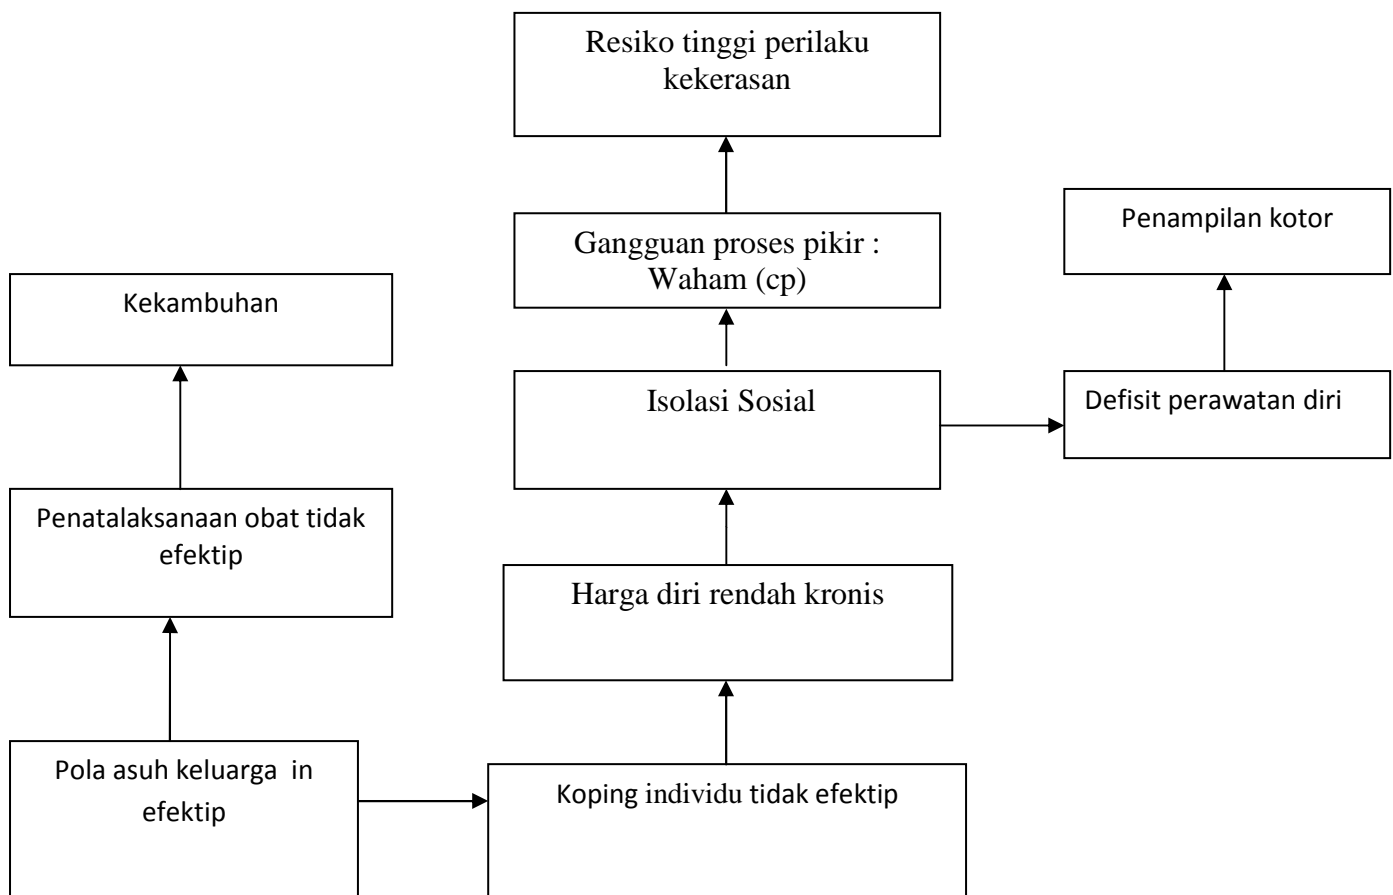 Resiko tinggi perilaku
kekerasan
Penampilan kotor
Gangguan proses pikir :
Waham (cp)
Kekambuhan
Isolasi Sosial
Defisit perawatan diri
Penatalaksanaan obat tidak
efektip
Harga diri rendah kronis
Pola asuh keluarga  in
efektip
Koping individu tidak efektip